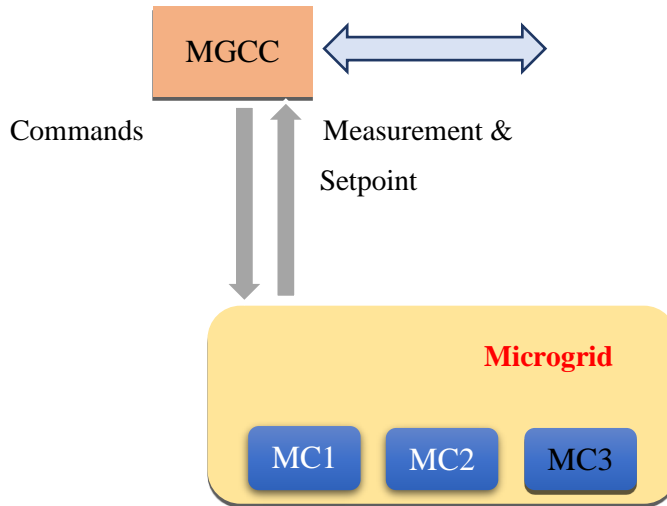 MGCC
Commands
Measurement &
Setpoint
Microgrid
MC1
MC2
MC3